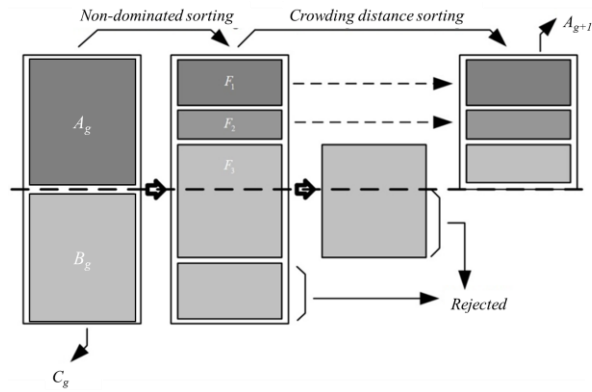 Non-dominated sorting
Crowding distance sorting
A_{g+1}
A_g
F_1
F_2
F_3
B_g
Rejected
C_g